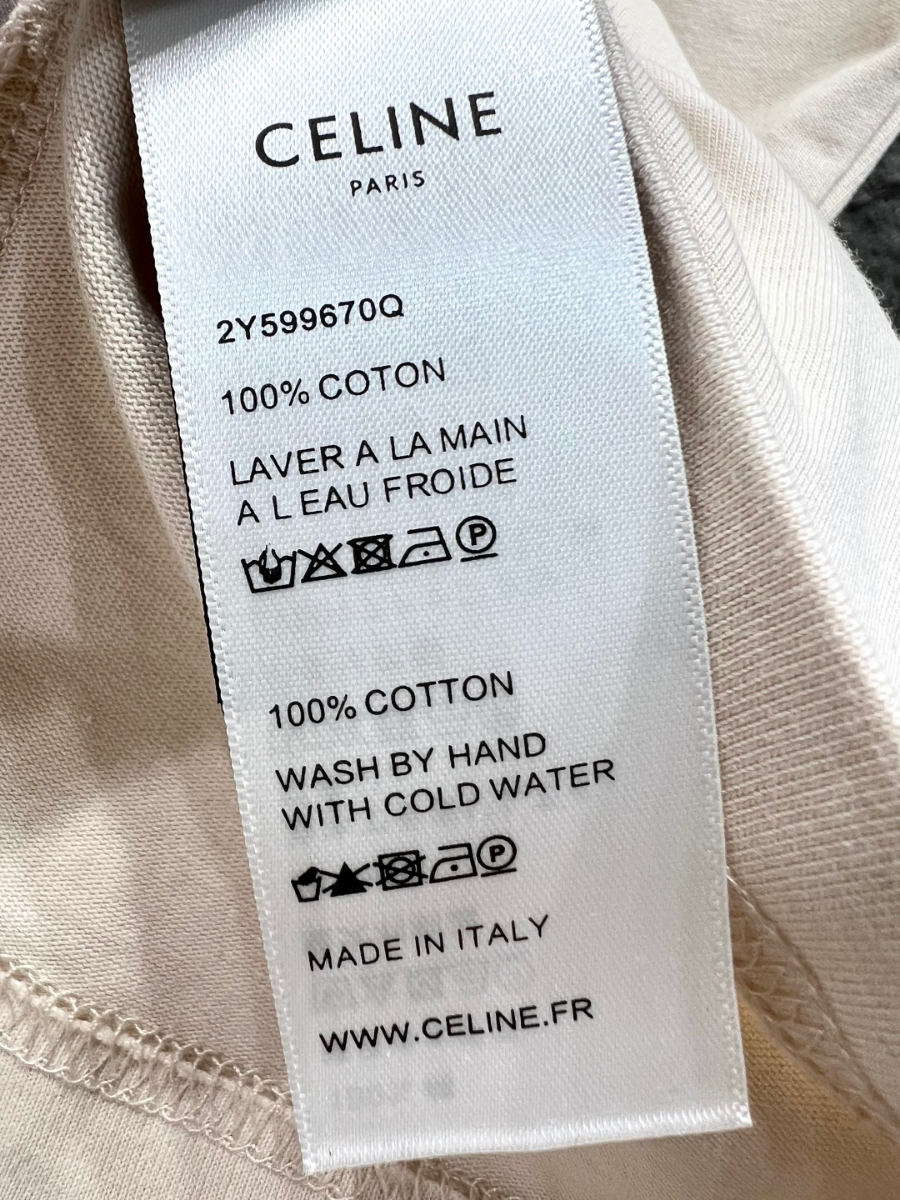 CELINE
PARIS
2Y599670Q
100% COTON
LAVER A LA MAIN
A L EAU FROIDE
P
100% COTTON
WASH BY HAND
WITH COLD WATER
P
MADE IN ITALY
WWW.CELINE.FR